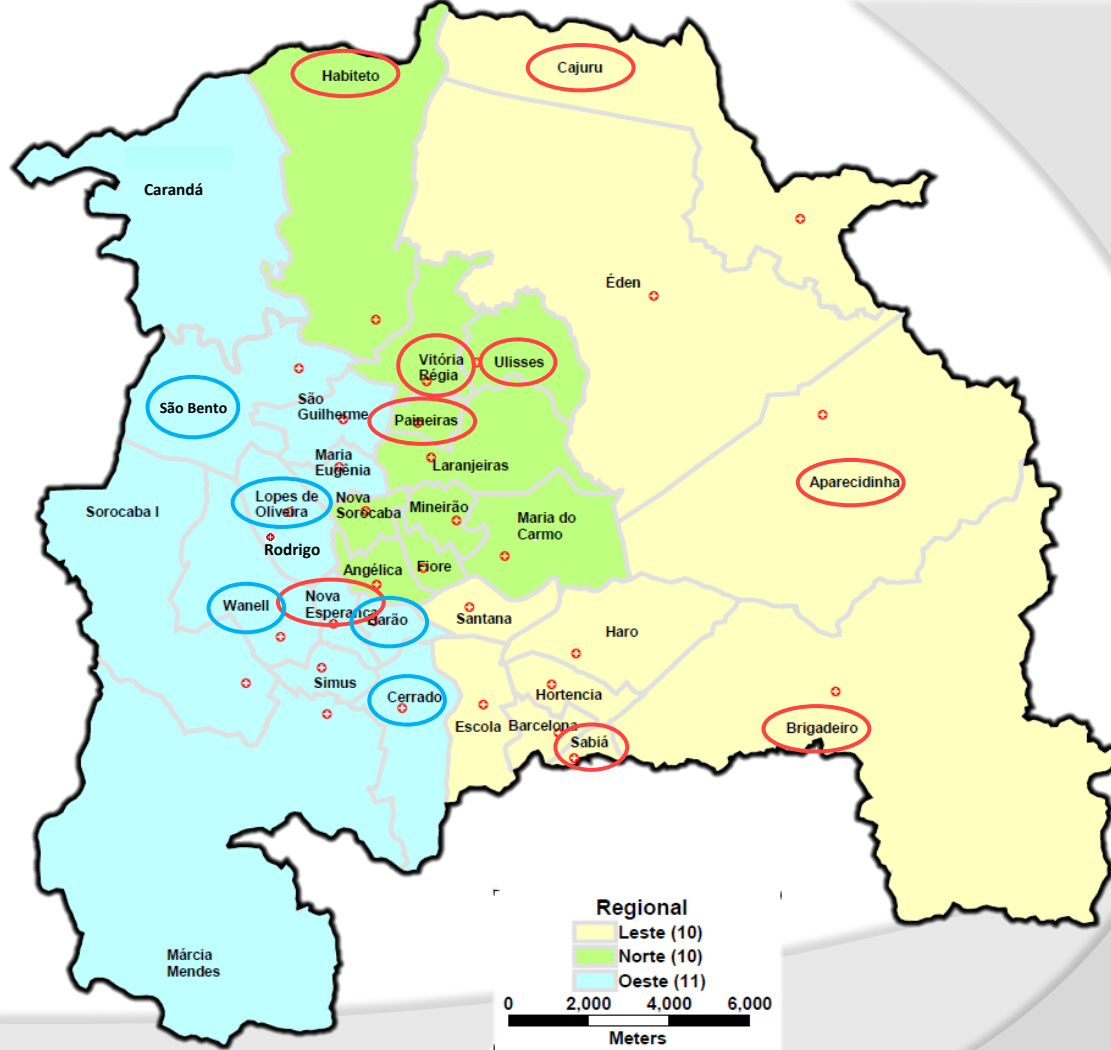 Habiteto
Cajuru
Carandá
Éden
Vitória
Régia
Ulisses
São Bento
São
Guilherme
Paineiras
Maria
Eugênia
Laranjeiras
Aparecidinha
Sorocaba I
Lopes de
Oliveira
Nova
Sorocaba
Mineirão
Maria do
Carmo
Rodrigo
Angélica
Fiore
Wanell
Nova
Esperança
Barão
Santana
Haro
Simus
Cerrado
Hortencia
Escola
Barcelona
Sabiá
Brigadeiro
Márcia
Mendes
Regional
Leste (10)
Norte (10)
Oeste (11)
0 2,000 4,000 6,000
Meters